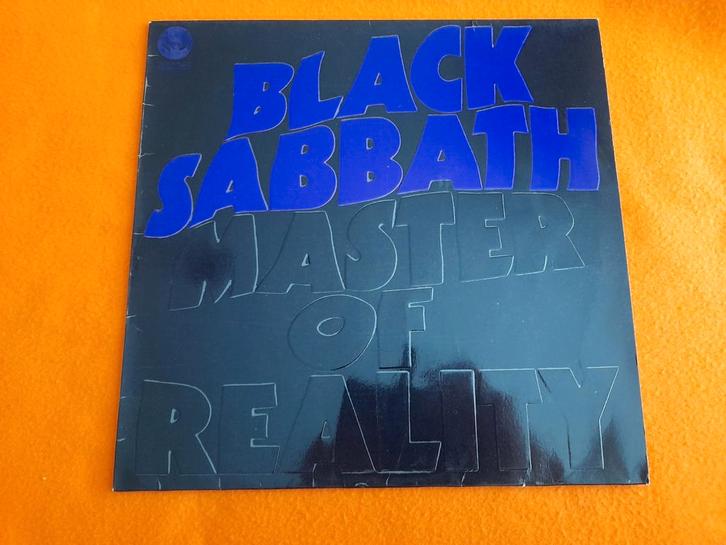 BLACK
SABBATH
MASTER
OF
REALITY